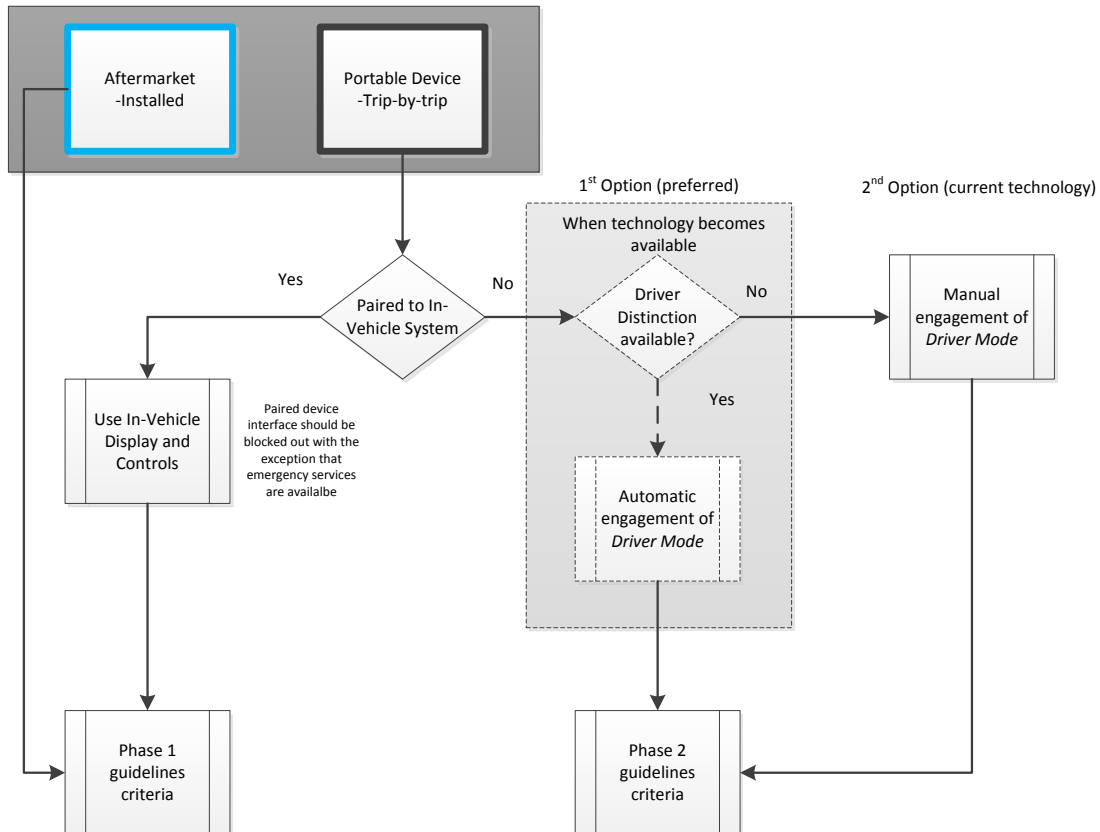 Aftermarket
-Installed
Portable Device
-Trip-by-trip
1st Option (preferred)
2nd Option (current technology)
When technology becomes
available
Yes
Paired to In-
Vehicle System
No
Driver
Distinction
available?
No
Manual
engagement of
Driver Mode
Use In-Vehicle
Display and
Controls
Paired device
interface should be
blocked out with the
exception that
emergency services
are availalbe
Yes
Automatic
engagement of
Driver Mode
Phase 1
guidelines
criteria
Phase 2
guidelines
criteria